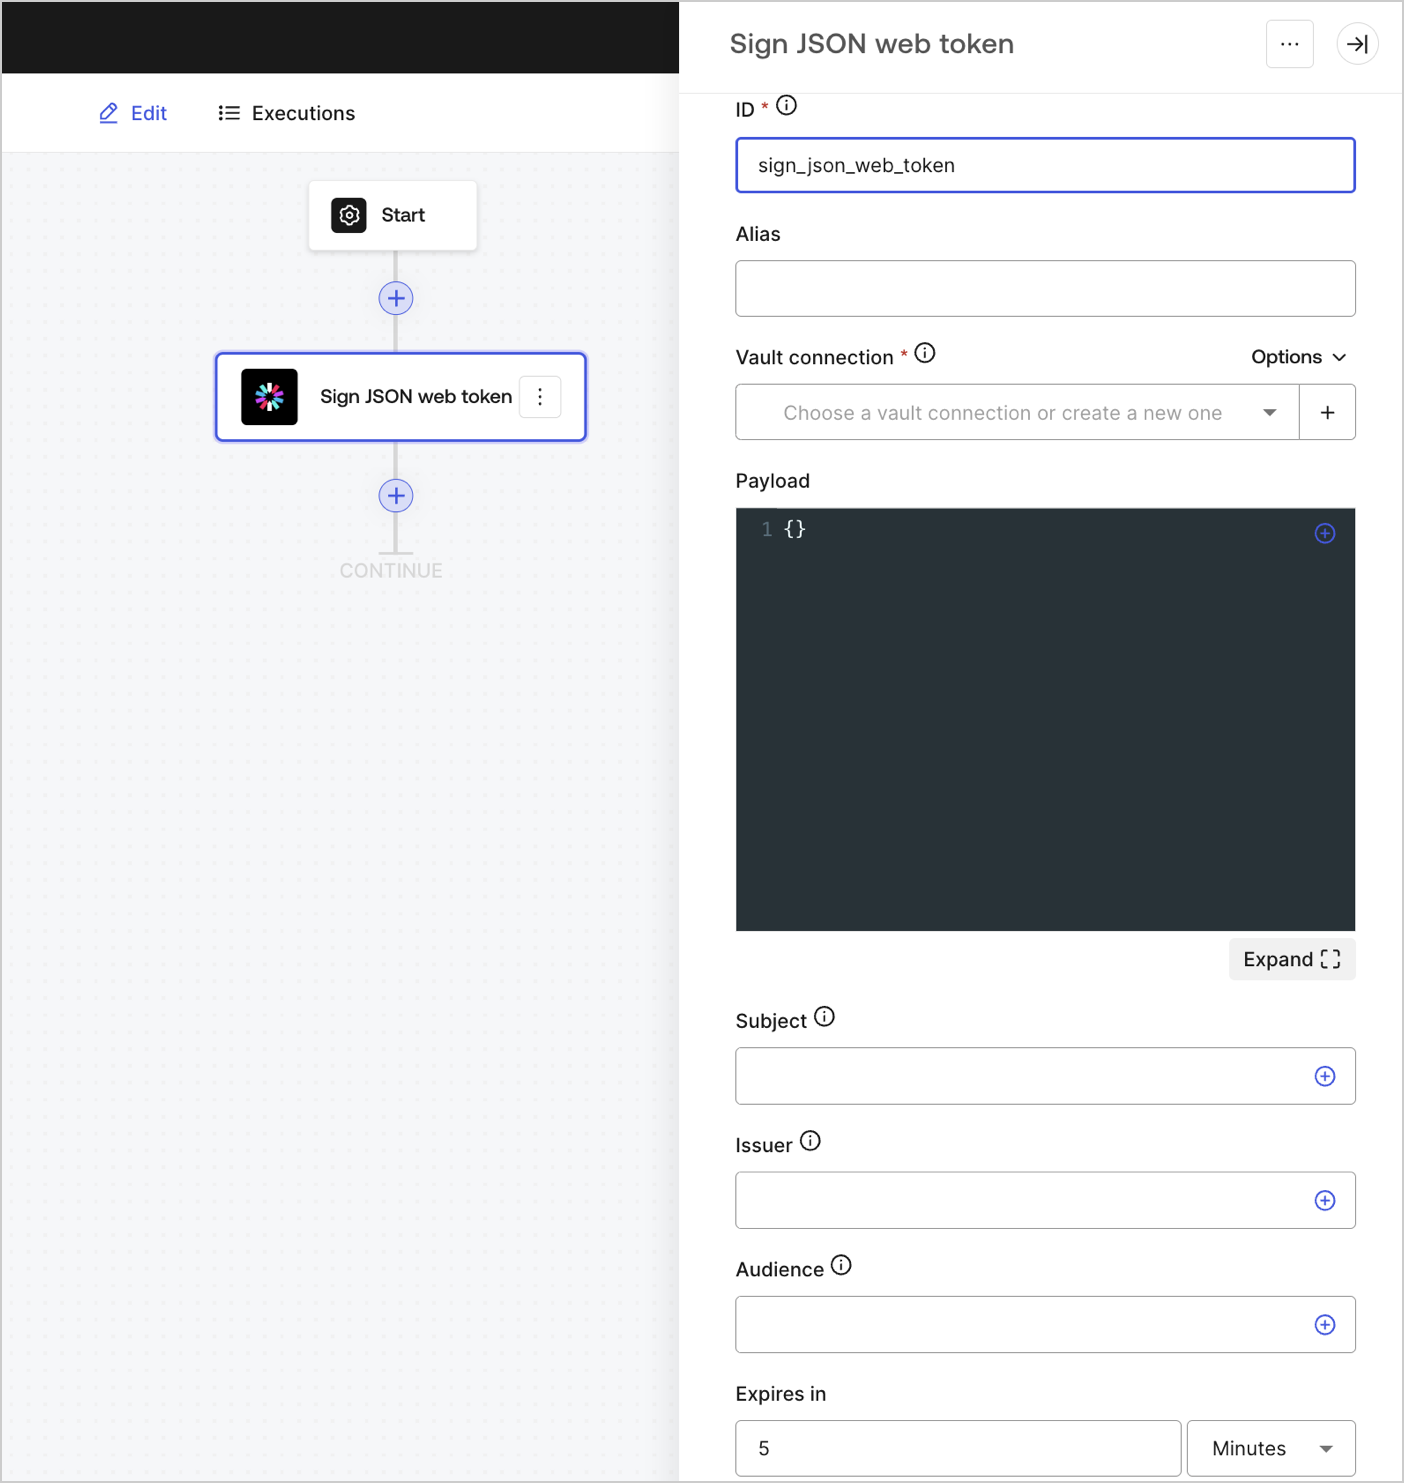 Sign JSON web token
Edit
Executions
Start
Sign JSON web token
CONTINUE
ID *
sign_json_web_token
Alias
Vault connection *
Options
Choose a vault connection or create a new one
Payload
1 {}
Expand
Subject
Issuer
Audience
Expires in
5
Minutes